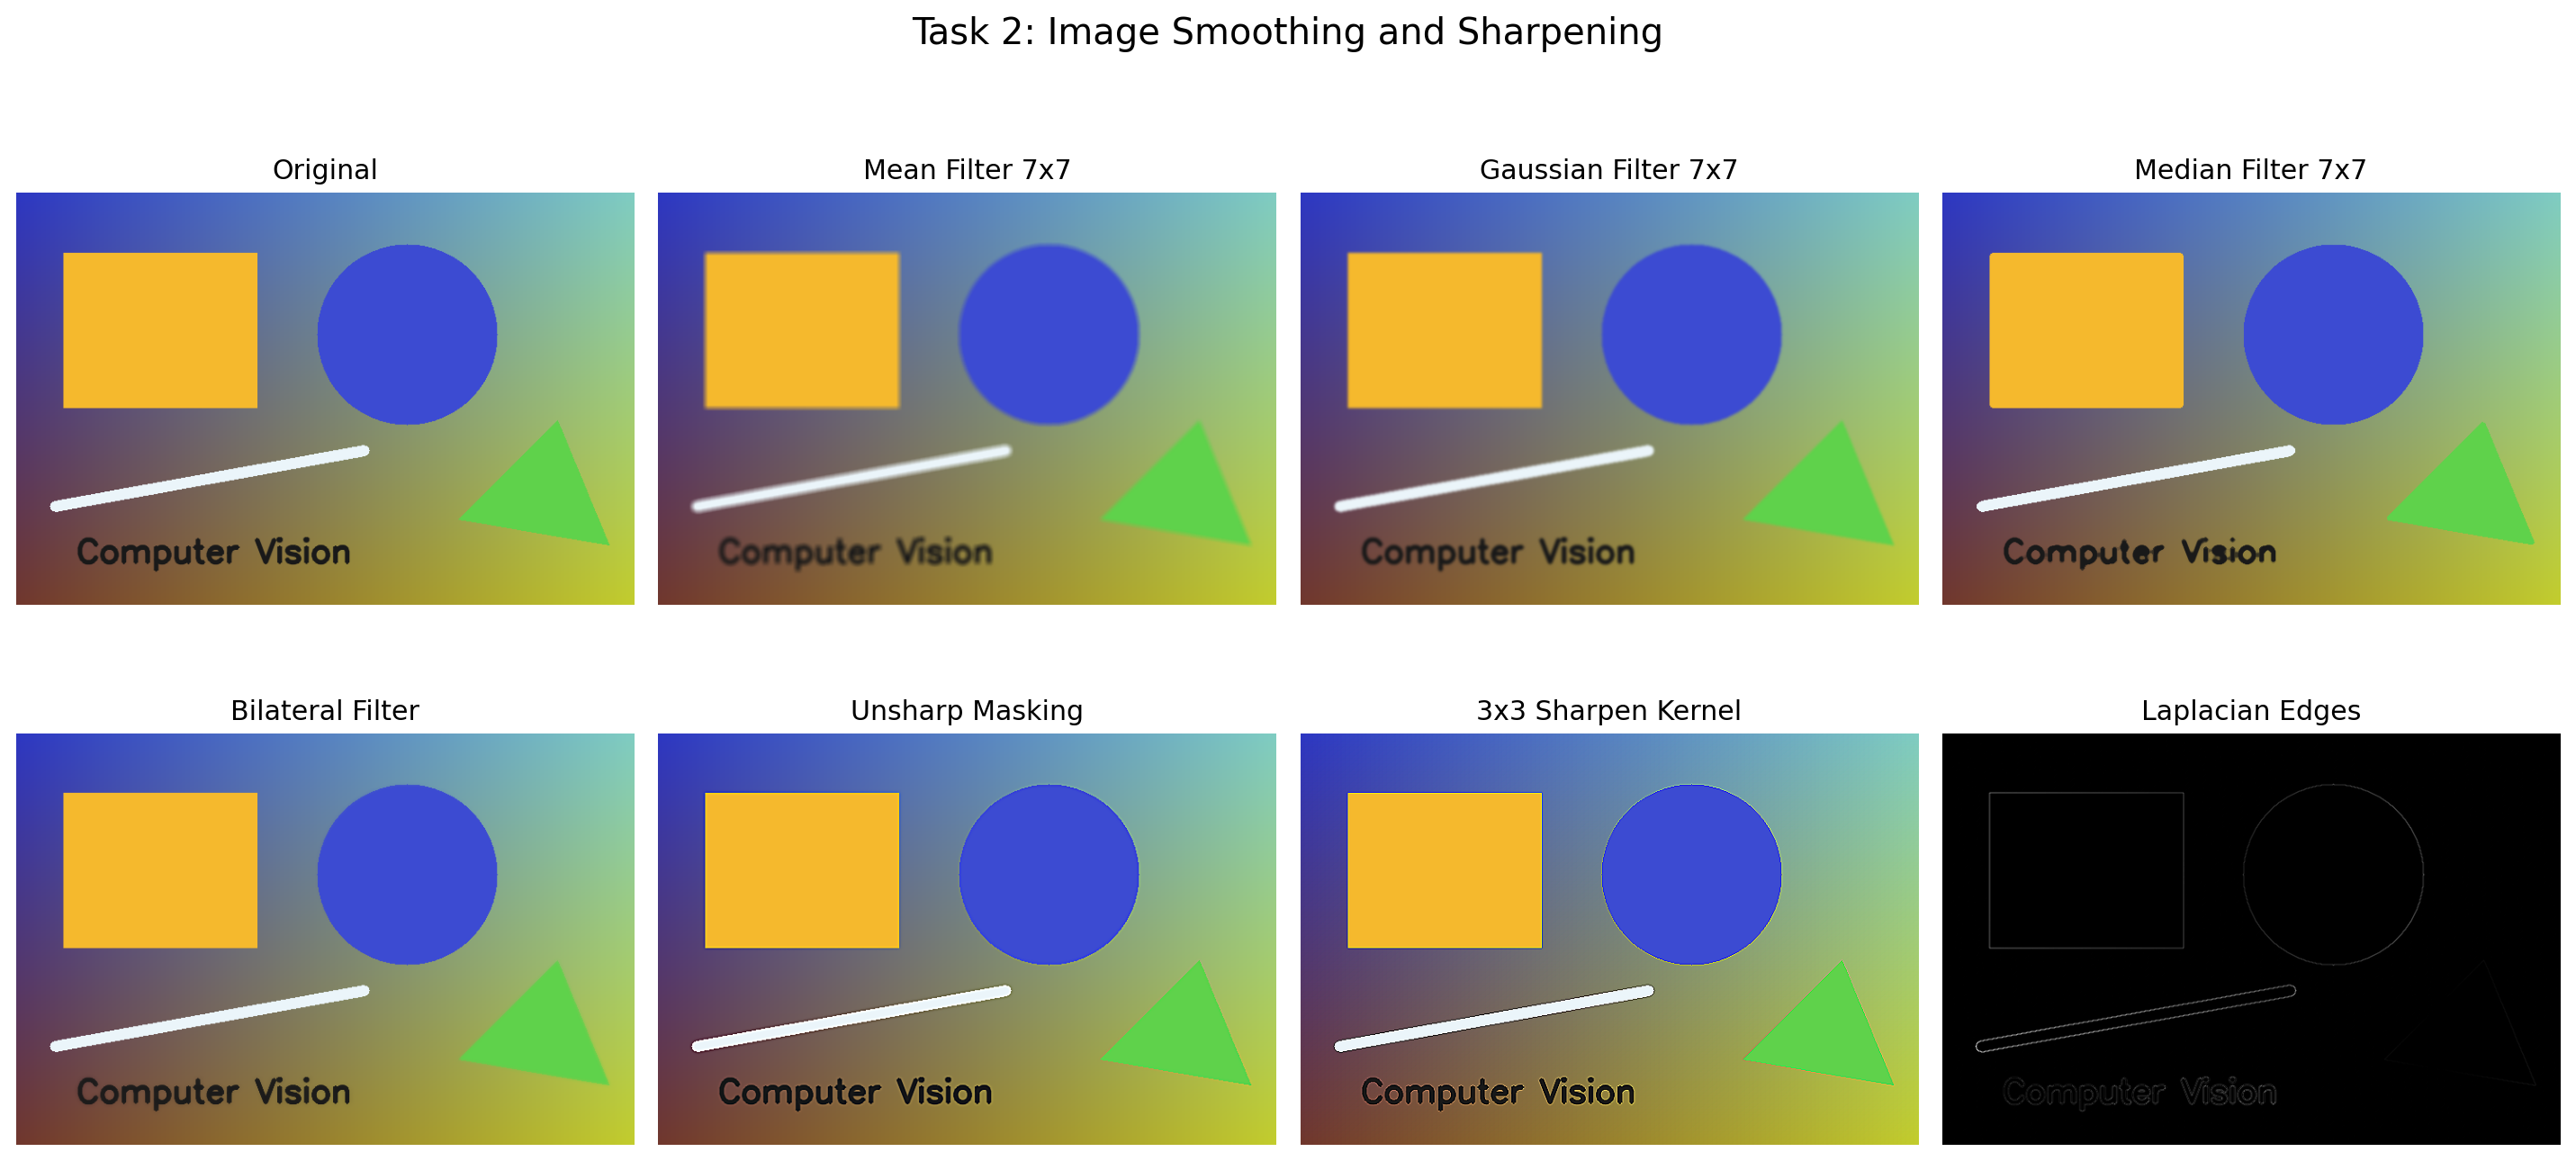 Task 2: Image Smoothing and Sharpening
Original
Mean Filter 7x7
Gaussian Filter 7x7
Median Filter 7x7
Computer Vision
Computer Vision
Computer Vision
Computer Vision
Bilateral Filter
Unsharp Masking
3x3 Sharpen Kernel
Laplacian Edges
Computer Vision
Computer Vision
Computer Vision
Computer Vision